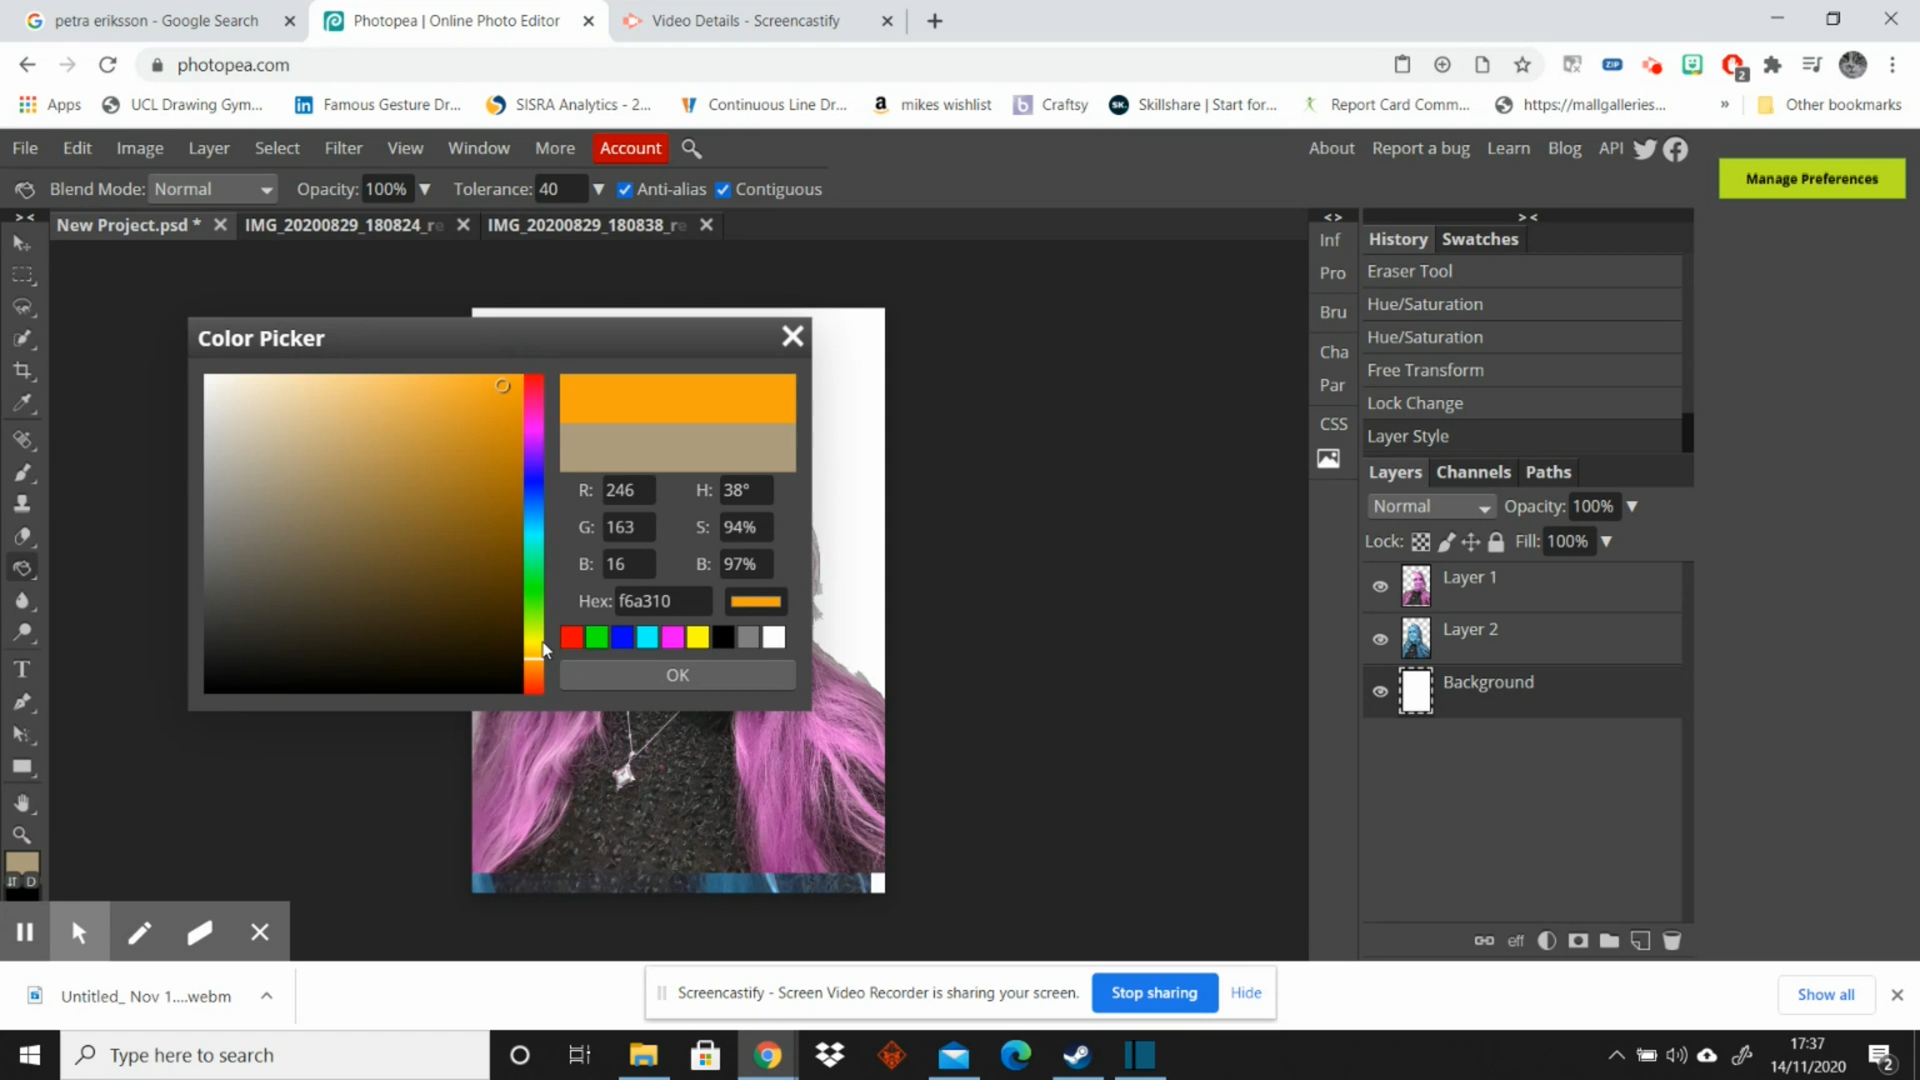 petra eriksson - Google Search
Photopea | Online Photo Editor
Video Details - Screencastify
photopea.com
ZIP
2
Apps
UCL Drawing Gym...
Famous Gesture Dr...
SISRA Analytics - 2...
Continuous Line Dr...
mikes wishlist
Craftsy
Skillshare | Start for...
Report Card Comm...
https://mallgalleries...
Other bookmarks
File Edit Image Layer Select Filter View Window More Account
About Report a bug Learn Blog API
Manage Preferences
Blend Mode: Normal Opacity: 100% Tolerance: 40 Anti-alias Contiguous
New Project.psd *
IMG_20200829_180824_re
IMG_20200829_180838_re
Inf
Pro
Bru
Cha
Par
CSS
History Swatches
Eraser Tool
Hue/Saturation
Hue/Saturation
Free Transform
Lock Change
Layer Style
Layers Channels Paths
Normal Opacity: 100%
Lock: Fill: 100%
Layer 1
Layer 2
Background
eff
Color Picker
R: 246 H: 38°
G: 163 S: 94%
B: 16 B: 97%
Hex: f6a310
OK
T
D
Untitled_ Nov 1....webm
Screencastify - Screen Video Recorder is sharing your screen.
Stop sharing
Hide
Show all
Type here to search
17:37
14/11/2020
2